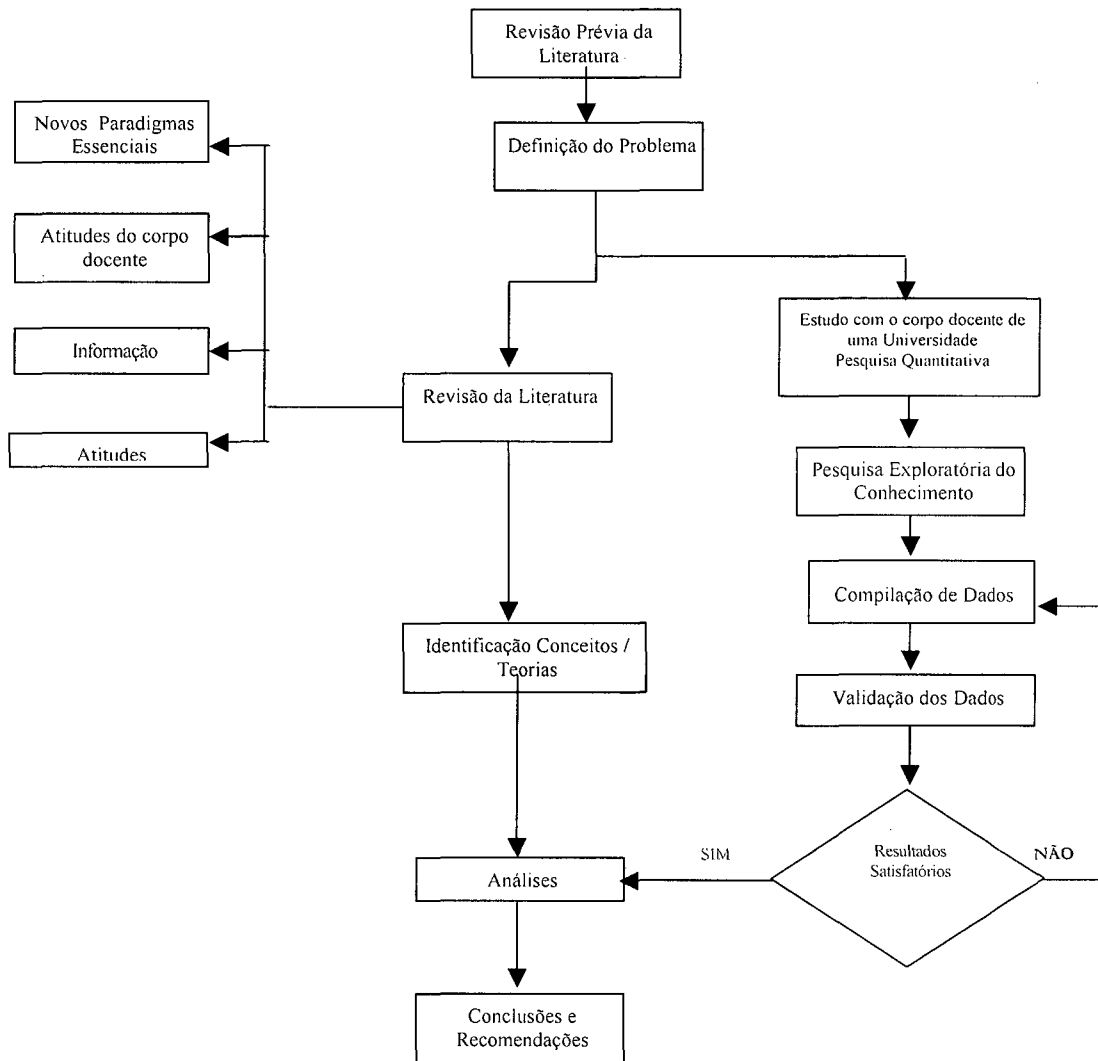 Revisão Prévia da
Literatura
Novos Paradigmas
Essenciais
Definição do Problema
Atitudes do corpo
docente
Estudo com o corpo docente de
uma Universidade
Pesquisa Quantitativa
Informação
Revisão da Literatura
Atitudes
Pesquisa Exploratória do
Conhecimento
Compilação de Dados
Identificação Conceitos /
Teorias
Validação dos Dados
Resultados
Satisfatórios
SIM
NÃO
Análises
Conclusões e
Recomendações